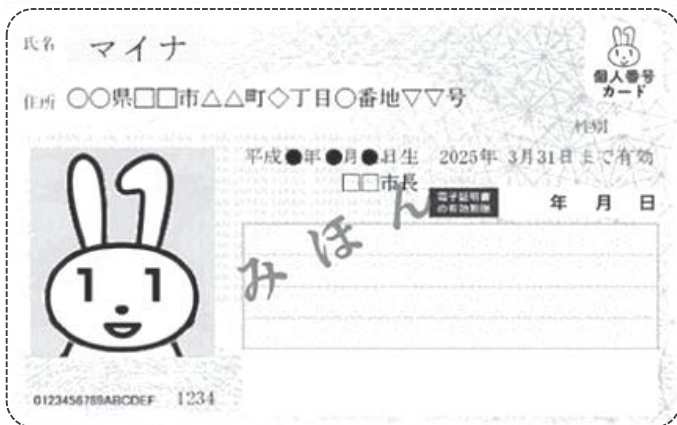 氏名 マイナ
個人番号
カード
住所 ○○県□□市△△町◇丁目○番地▽▽号
性別
平成●年●月●日生 2025年 3月31日 まで有効
□□市長
電子証明書
の有効期限
年 月 日
みほん
0123456789ABCDEF 1234